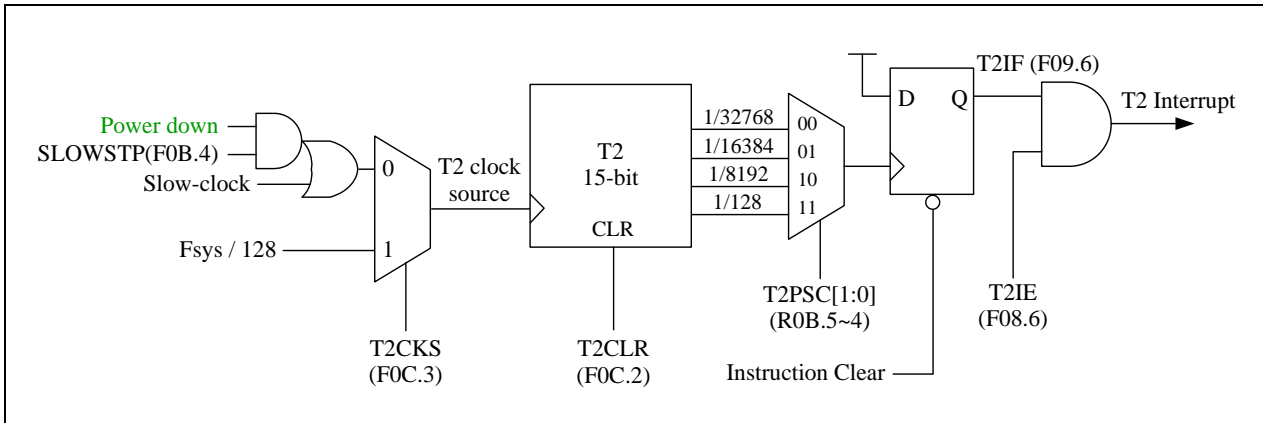 Power down
SLOWSTP(F0B.4)
Slow-clock
Fsys / 128
0
1
T2CKS
(F0C.3)
T2 clock
source
T2
15-bit
CLR
T2CLR
(F0C.2)
1/32768
1/16384
1/8192
1/128
00
01
10
11
T2PSC[1:0]
(R0B.5~4)
Instruction Clear
D
Q
T2IF (F09.6)
T2IE
(F08.6)
T2 Interrupt